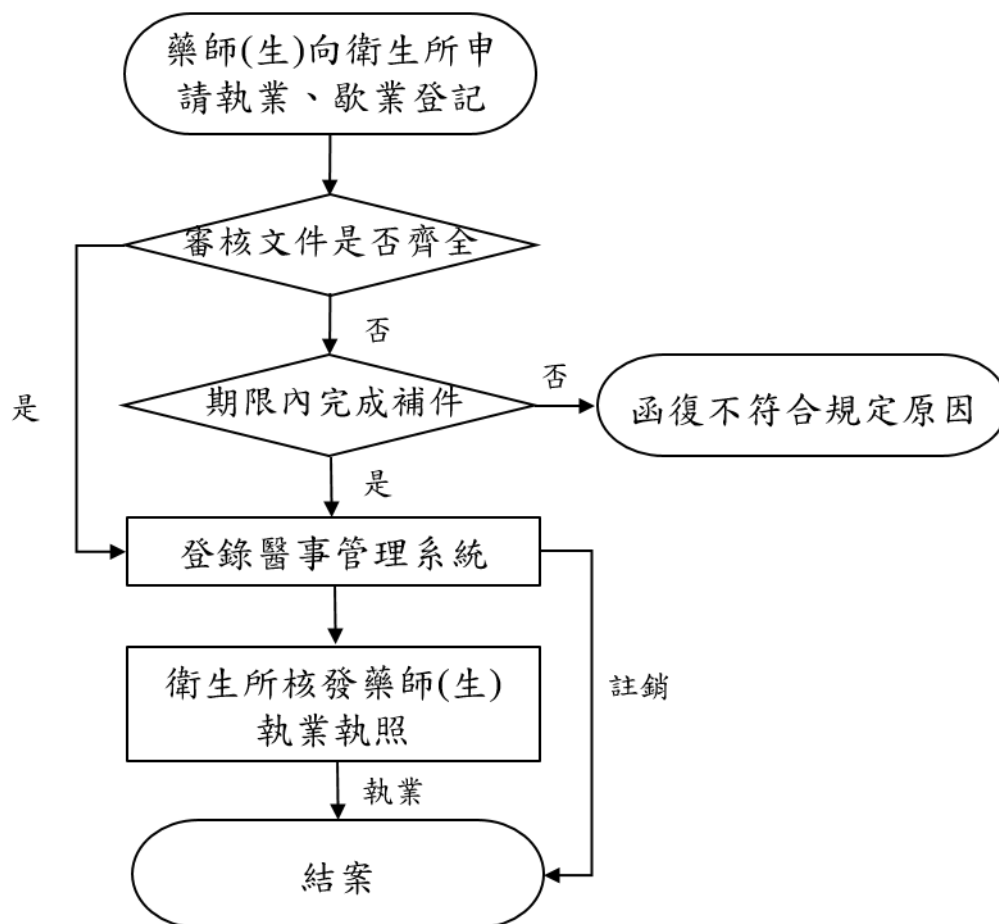 藥師(生)向衛生所申
請執業、歇業登記
審核文件是否齊全
否
期限內完成補件
否
函復不符合規定原因
是
是
登錄醫事管理系統
衛生所核發藥師(生)
執業執照
註銷
執業
結案